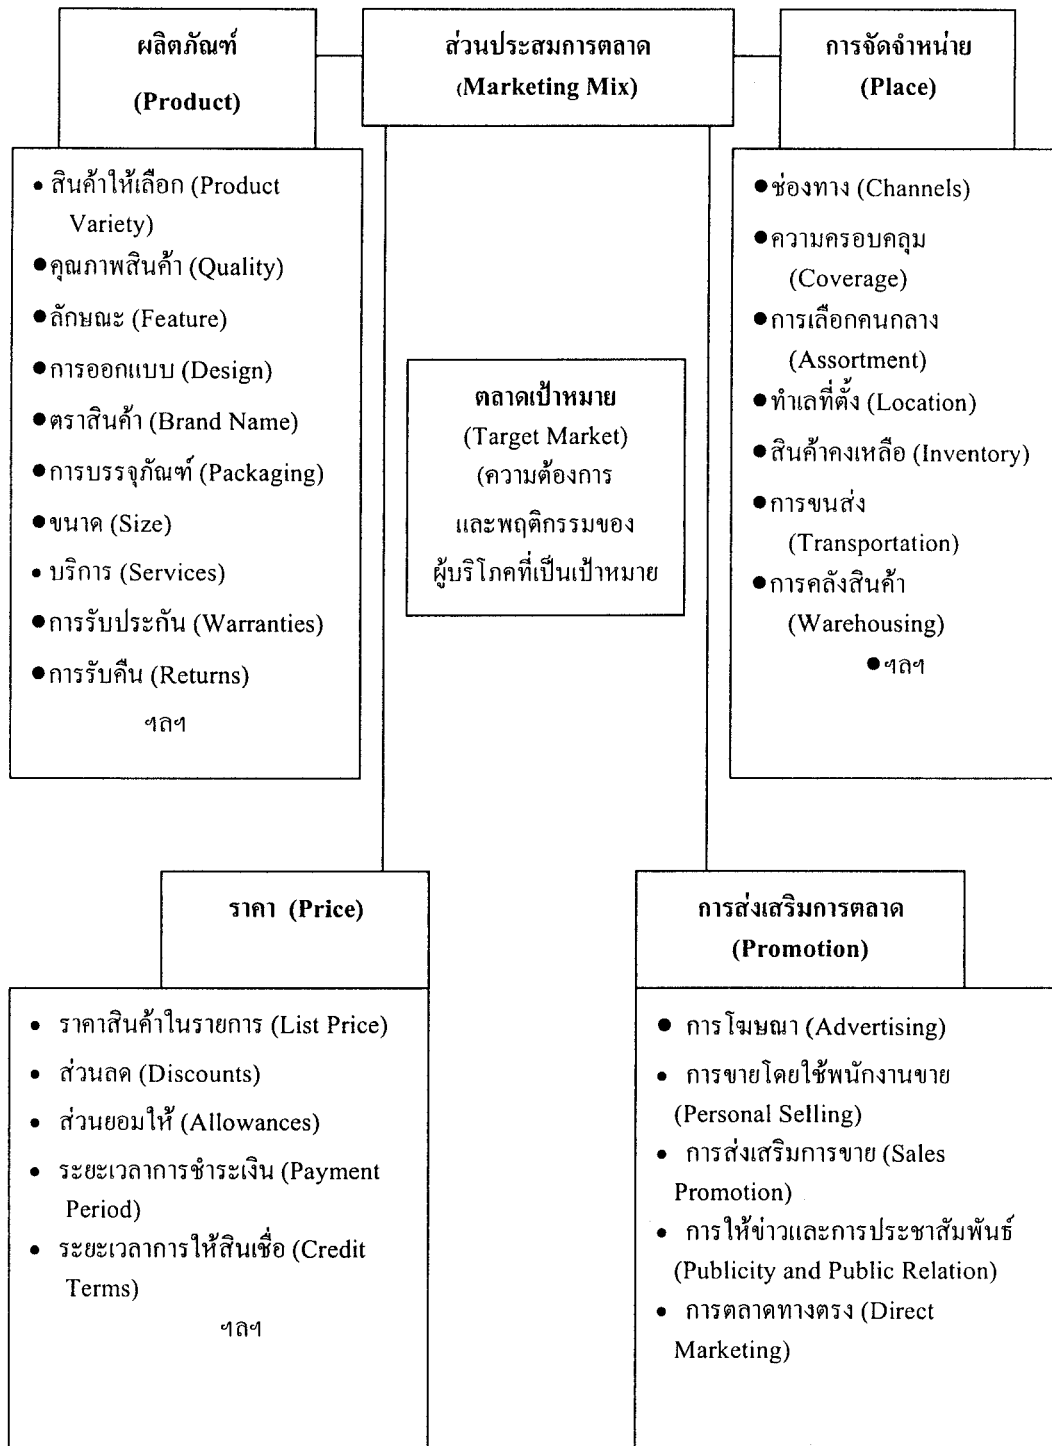 ผลิตภัณฑ์
(Product)
ส่วนประสมการตลาด
(Marketing Mix)
การจัดจำหน่าย
(Place)
• สินค้าให้เลือก (Product
Variety)
●คุณภาพสินค้า (Quality)
●ลักษณะ (Feature)
●การออกแบบ (Design)
●ตราสินค้า (Brand Name)
●การบรรจุภัณฑ์ (Packaging)
●ขนาด (Size)
• บริการ (Services)
●การรับประกัน (Warranties)
●การรับคืน (Returns)
ฯลฯ
ตลาดเป้าหมาย
(Target Market)
(ความต้องการ
และพฤติกรรมของ
ผู้บริโภคที่เป็นเป้าหมาย
●ช่องทาง (Channels)
●ความครอบคลุม
(Coverage)
●การเลือกคนกลาง
(Assortment)
●ทำเลที่ตั้ง (Location)
●สินค้าคงเหลือ (Inventory)
●การขนส่ง
(Transportation)
●การคลังสินค้า
(Warehousing)
●ฯลฯ
ราคา (Price)
• ราคาสินค้าในรายการ (List Price)
• ส่วนลด (Discounts)
• ส่วนยอมให้ (Allowances)
• ระยะเวลาการชำระเงิน (Payment
Period)
• ระยะเวลาการให้สินเชื่อ (Credit
Terms)
ฯลฯ
การส่งเสริมการตลาด
(Promotion)
● การโฆษณา (Advertising)
• การขายโดยใช้พนักงานขาย
(Personal Selling)
• การส่งเสริมการขาย (Sales
Promotion)
• การให้ข่าวและการประชาสัมพันธ์
(Publicity and Public Relation)
• การตลาดทางตรง (Direct
Marketing)